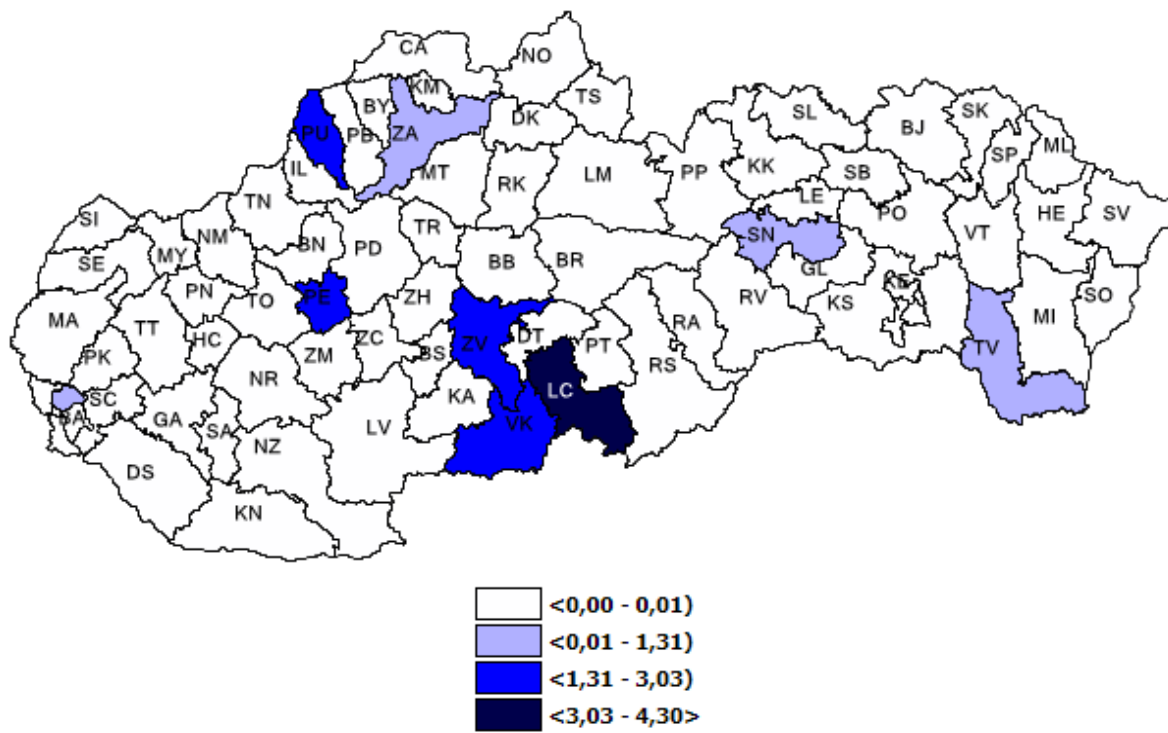 CA
NO
KM
TS
BY
PU
PB
ZA
DK
SL
SK
BJ
ML
SP
IL
MT
RK
LM
PP
KK
SB
LE
TN
HE
SV
SI
NM
BN
TR
PO
MY
PD
SN
VT
SE
BB
BR
GL
PN
TO
PE
ZH
RV
KS
KE
SO
MA
TT
HC
ZC
RA
MI
PK
ZM
BS
ZV
DT
PT
RS
TV
NR
SC
KA
LC
BA
GA
SA
LV
VK
NZ
DS
KN
<0,00 - 0,01)
<0,01 - 1,31)
<1,31 - 3,03)
<3,03 - 4,30>